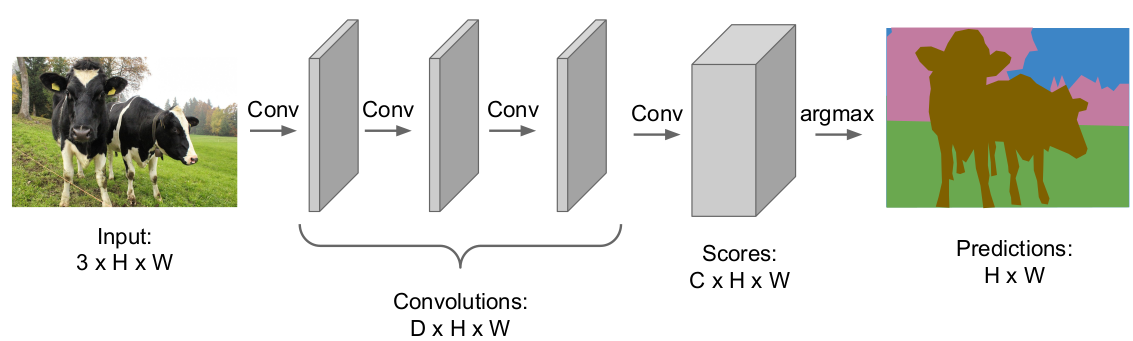 Conv
Conv
Conv
Conv
argmax
Input:
3 x H x W
Convolutions:
D x H x W
Scores:
C x H x W
Predictions:
H x W